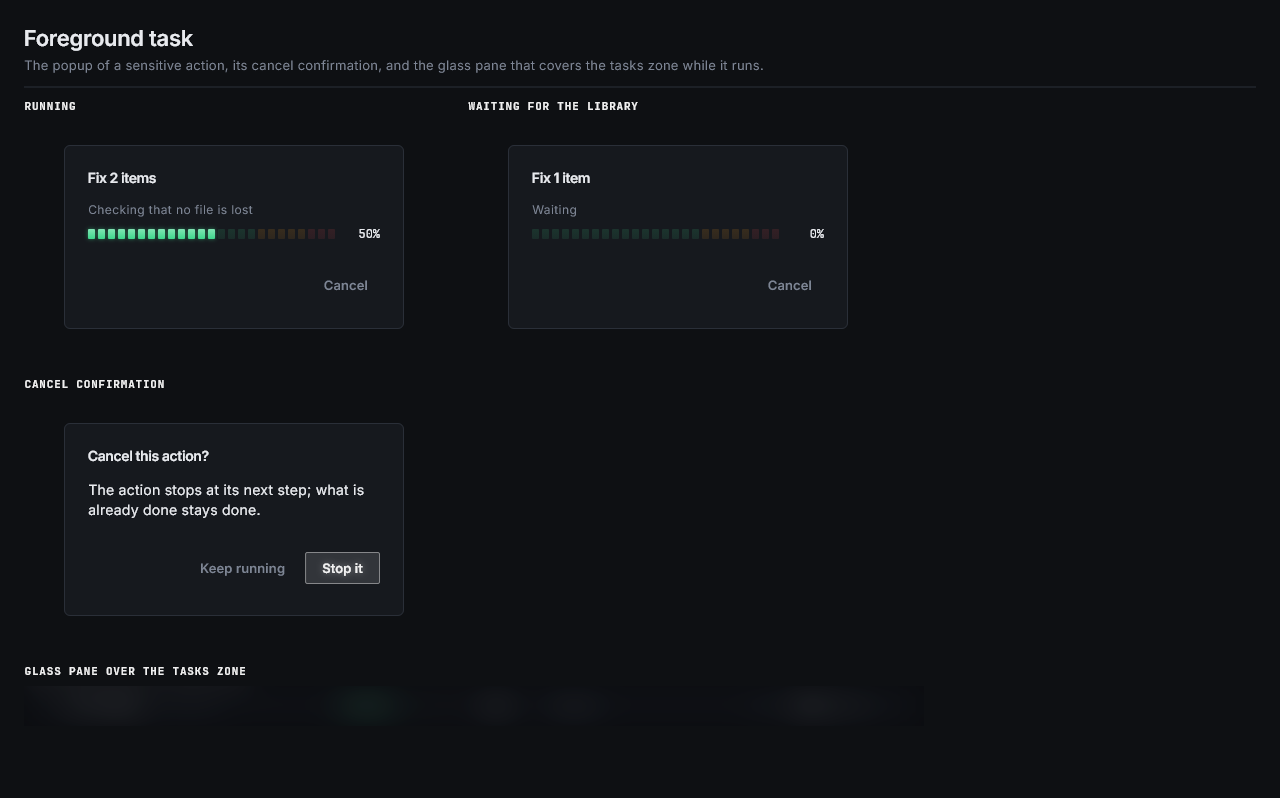 Foreground task
The popup of a sensitive action, its cancel confirmation, and the glass pane that covers the tasks zone while it runs.
RUNNING
WAITING FOR THE LIBRARY
Fix 2 items
Checking that no file is lost
50%
Cancel
Fix 1 item
Waiting
0%
Cancel
CANCEL CONFIRMATION
Cancel this action?
The action stops at its next step; what is
already done stays done.
Keep running
Stop it
GLASS PANE OVER THE TASKS ZONE